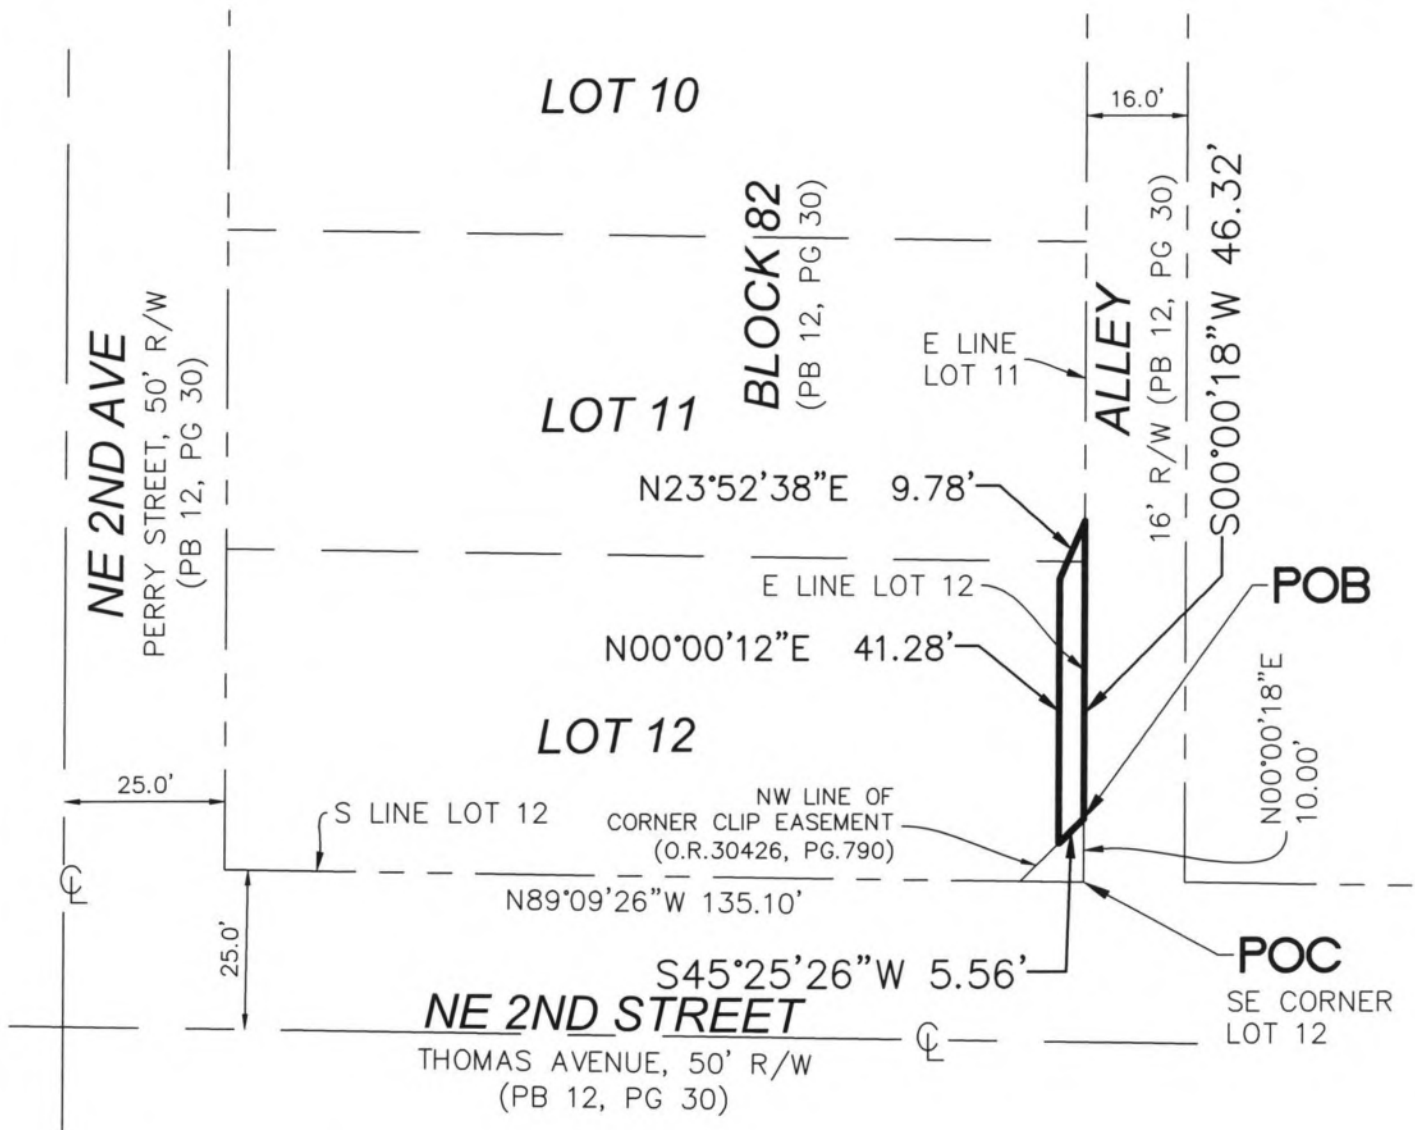 LOT 10
16.0'
BLOCK 82
(PB 12, PG 30)
ALLEY
16' R/W (PB 12, PG 30)
S00°00'18"W 46.32'
E LINE
LOT 11
NE 2ND AVE
PERRY STREET, 50' R/W
(PB 12, PG 30)
LOT 11
N23°52'38"E 9.78'
E LINE LOT 12
POB
N00°00'12"E 41.28'
N00°00'18"E
10.00'
LOT 12
25.0'
S LINE LOT 12
NW LINE OF
CORNER CLIP EASEMENT
(O.R.30426, PG.790)
CL
N89°09'26"W 135.10'
25.0'
S45°25'26"W 5.56'
POC
SE CORNER
LOT 12
NE 2ND STREET
CL
THOMAS AVENUE, 50' R/W
(PB 12, PG 30)